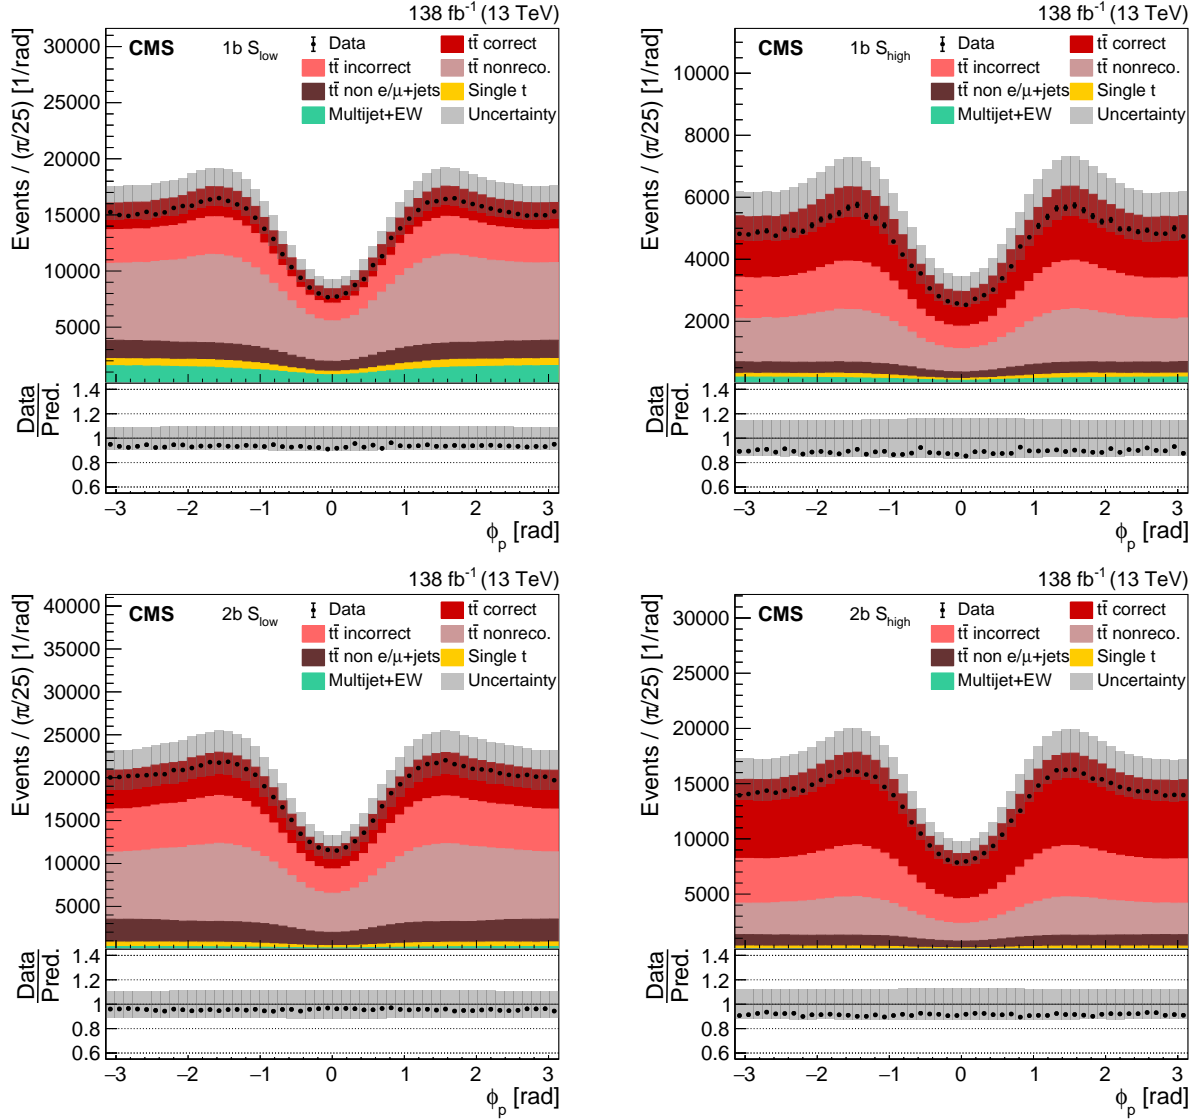 138 fb⁻¹ (13 TeV)
CMS
1b S_low
Data
tt̄ correct
tt̄ incorrect
tt̄ nonreco.
tt̄ non e/μ+jets
Single t
Multijet+EW
Uncertainty
Events / (π/25) [1/rad]
30000
25000
20000
15000
10000
5000
Data
Pred.
1.4
1.2
1
0.8
0.6
−3 −2 −1 0 1 2 3
ϕ_p [rad]
138 fb⁻¹ (13 TeV)
CMS
1b S_high
Data
tt̄ correct
tt̄ incorrect
tt̄ nonreco.
tt̄ non e/μ+jets
Single t
Multijet+EW
Uncertainty
Events / (π/25) [1/rad]
10000
8000
6000
4000
2000
Data
Pred.
1.4
1.2
1
0.8
0.6
−3 −2 −1 0 1 2 3
ϕ_p [rad]
138 fb⁻¹ (13 TeV)
CMS
2b S_low
Data
tt̄ correct
tt̄ incorrect
tt̄ nonreco.
tt̄ non e/μ+jets
Single t
Multijet+EW
Uncertainty
Events / (π/25) [1/rad]
40000
35000
30000
25000
20000
15000
10000
5000
Data
Pred.
1.4
1.2
1
0.8
0.6
−3 −2 −1 0 1 2 3
ϕ_p [rad]
138 fb⁻¹ (13 TeV)
CMS
2b S_high
Data
tt̄ correct
tt̄ incorrect
tt̄ nonreco.
tt̄ non e/μ+jets
Single t
Multijet+EW
Uncertainty
Events / (π/25) [1/rad]
30000
25000
20000
15000
10000
5000
Data
Pred.
1.4
1.2
1
0.8
0.6
−3 −2 −1 0 1 2 3
ϕ_p [rad]